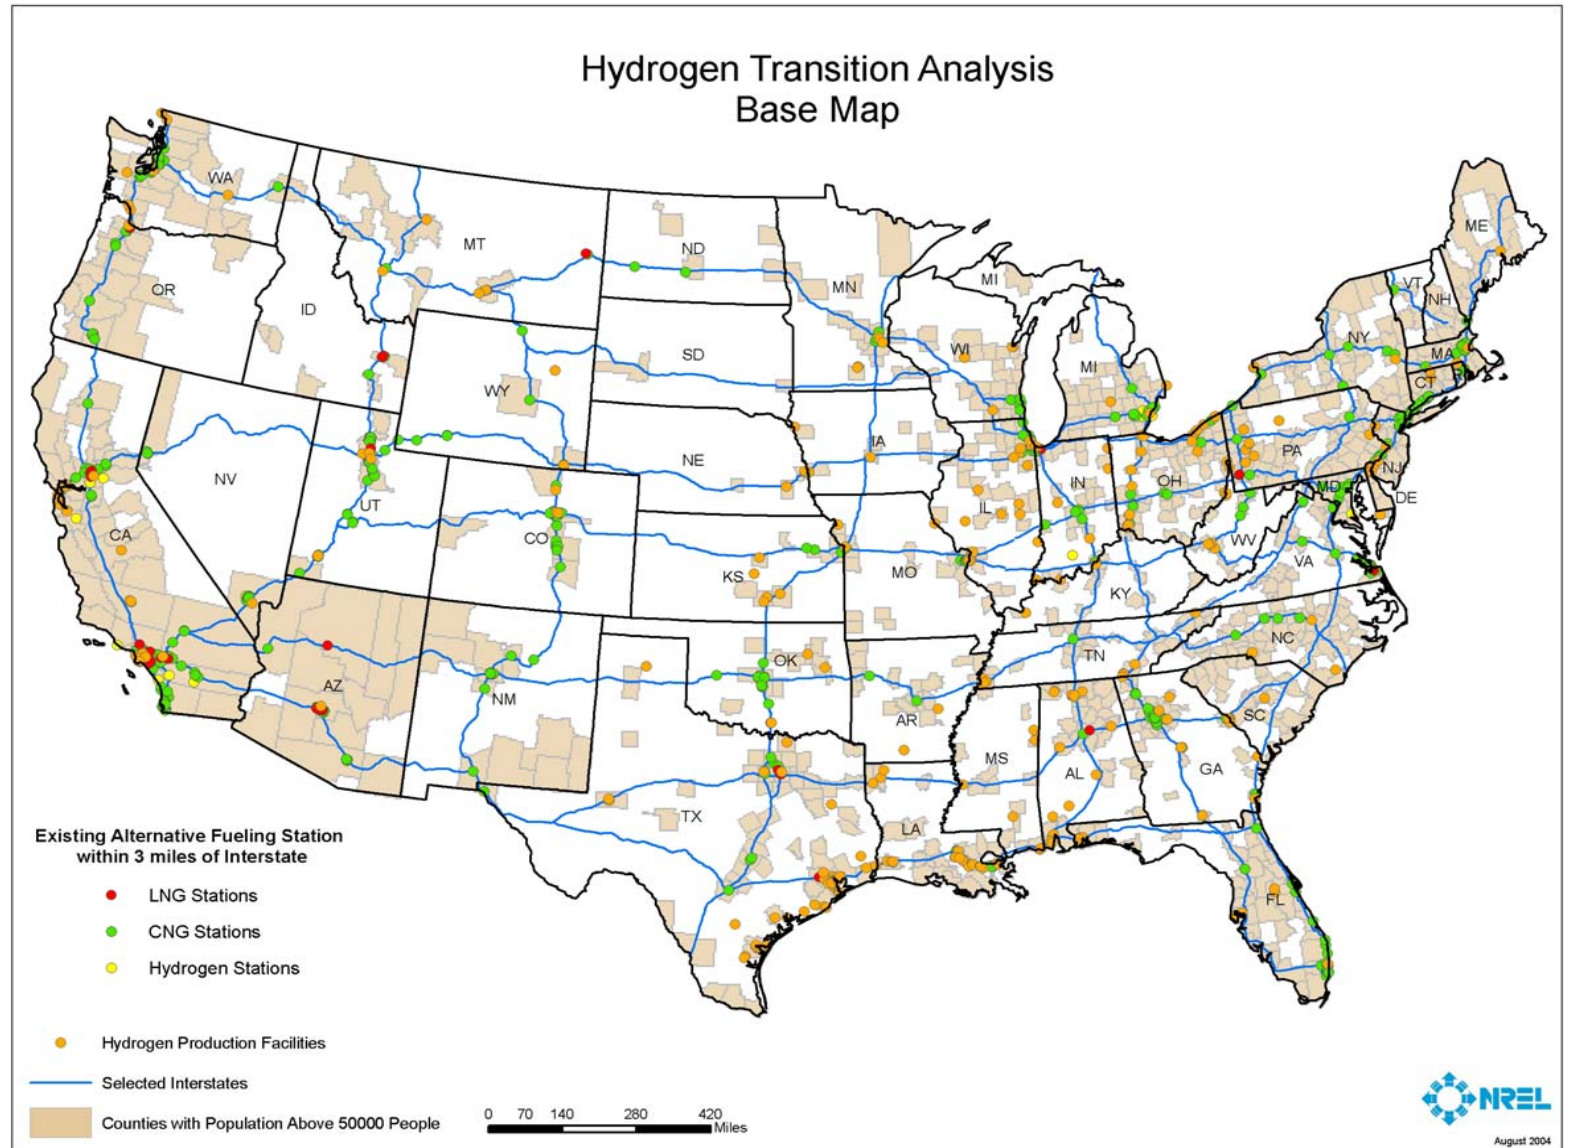 Hydrogen Transition Analysis
Base Map
WA
MT
ND
MN
MI
ME
VT
NH
OR
ID
SD
WI
MI
NY
MA
CT
RI
WY
IA
PA
NJ
NV
NE
IL
IN
OH
MD
DE
UT
CA
CO
KS
MO
WV
VA
KY
NC
TN
AZ
NM
OK
AR
SC
MS
AL
GA
TX
LA
FL
Existing Alternative Fueling Station
within 3 miles of Interstate
LNG Stations
CNG Stations
Hydrogen Stations
Hydrogen Production Facilities
Selected Interstates
Counties with Population Above 50000 People
0 70 140 280 420
Miles
NREL
August 2004